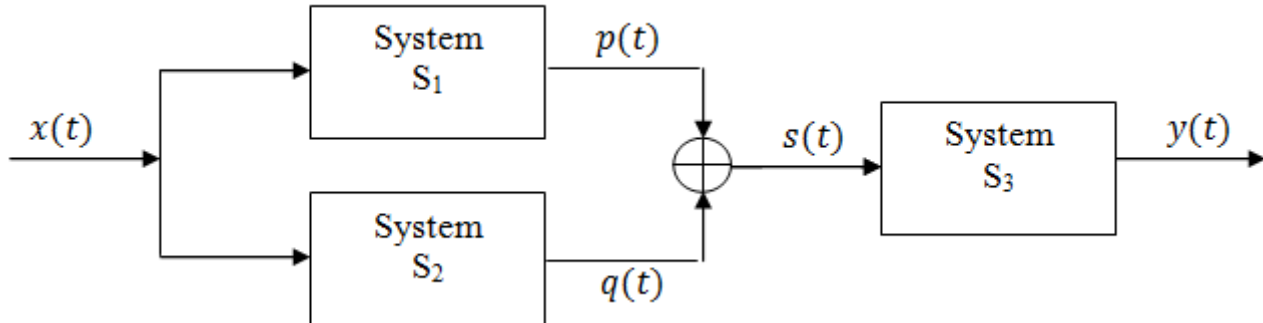 x(t)
System
S₁
p(t)
System
S₂
q(t)
s(t)
System
S₃
y(t)